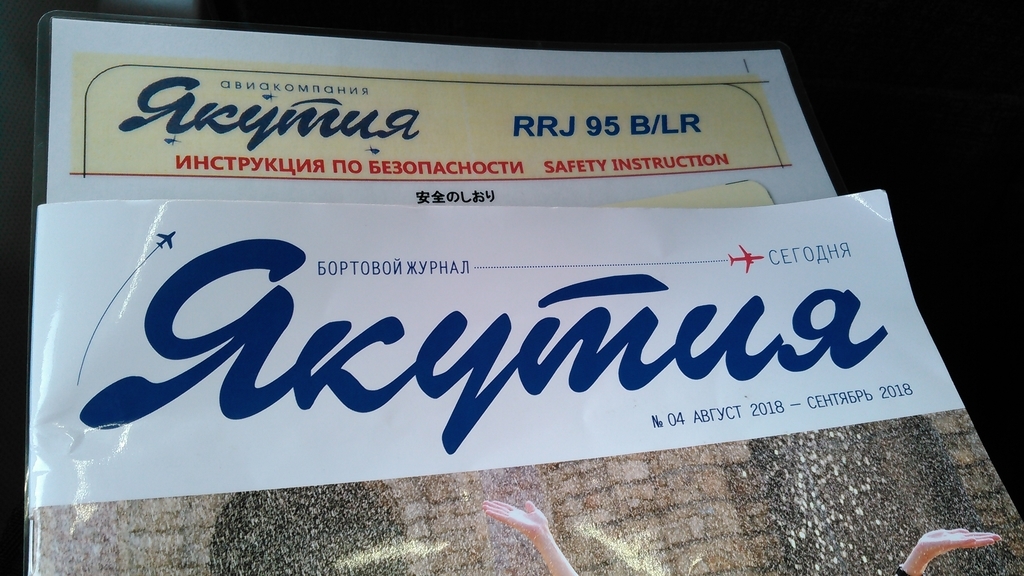 авиакомпания
Якутия
RRJ 95 B/LR
ИНСТРУКЦИЯ ПО БЕЗОПАСНОСТИ SAFETY INSTRUCTION
安全のしおり
БОРТОВОЙ ЖУРНАЛ СЕГОДНЯ
Якутия
№ 04 АВГУСТ 2018 — СЕНТЯБРЬ 2018